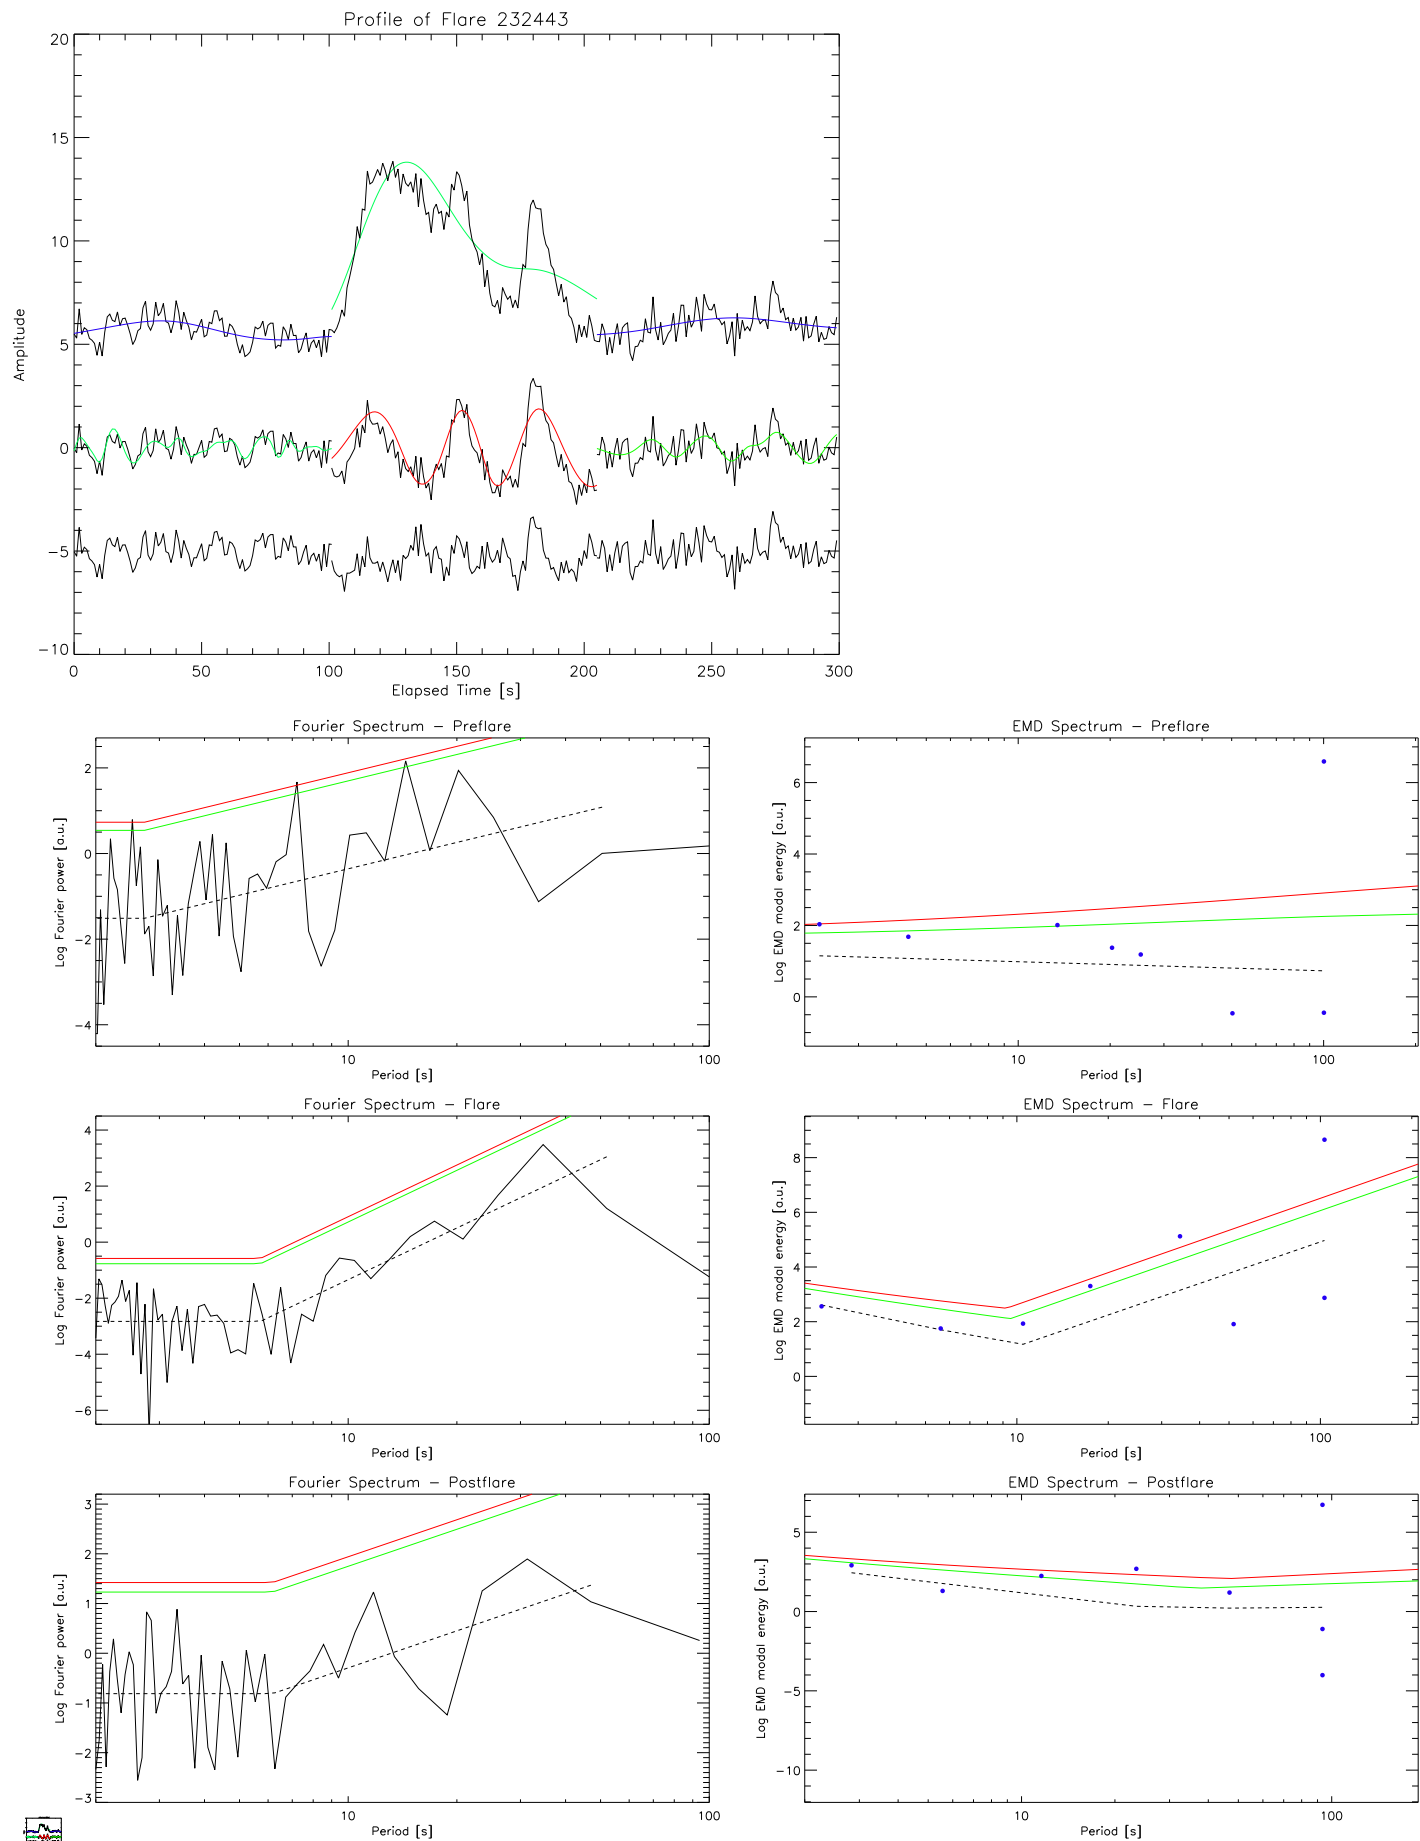 Profile of Flare 232443
20
15
10
5
0
−5
−10
Amplitude
0 50 100 150 200 250 300
Elapsed Time [s]
Fourier Spectrum − Preflare
2
0
−2
−4
Log Fourier power [a.u.]
10 100
Period [s]
EMD Spectrum − Preflare
6
4
2
0
Log EMD modal energy [a.u.]
10 100
Period [s]
Fourier Spectrum − Flare
4
2
0
−2
−4
−6
Log Fourier power [a.u.]
10 100
Period [s]
EMD Spectrum − Flare
8
6
4
2
0
Log EMD modal energy [a.u.]
10 100
Period [s]
Fourier Spectrum − Postflare
3
2
1
0
−1
−2
−3
Log Fourier power [a.u.]
10 100
Period [s]
EMD Spectrum − Postflare
5
0
−5
−10
Log EMD modal energy [a.u.]
10 100
Period [s]